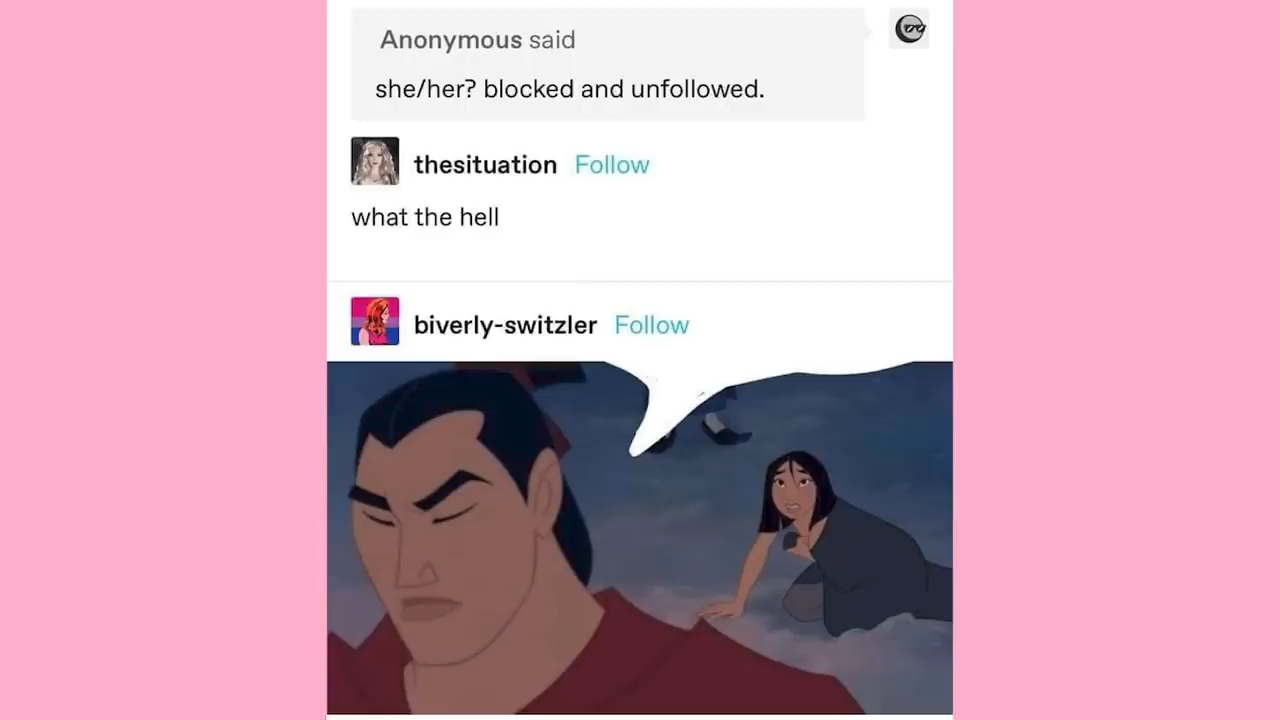 Anonymous said
she/her? blocked and unfollowed.
thesituation Follow
what the hell
biverly-switzler Follow